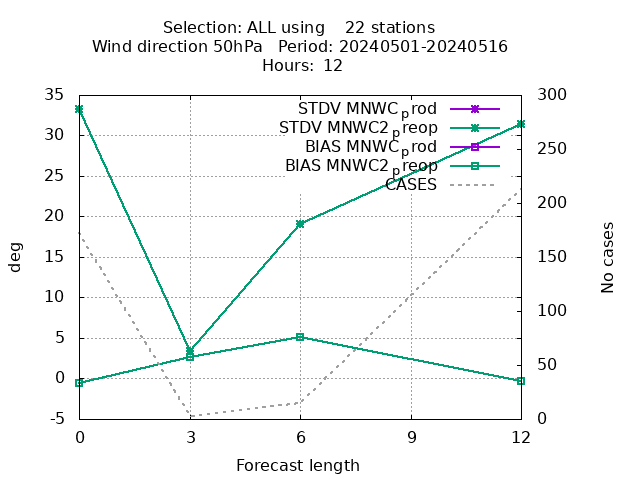 Selection: ALL using 22 stations
Wind direction 50hPa Period: 20240501-20240516
Hours: 12
35
30
25
20
15
10
5
0
-5
300
250
200
150
100
50
0
STDV MNWC_prod
STDV MNWC2_preop
BIAS MNWC_prod
BIAS MNWC2_preop
CASES
deg
No cases
0 3 6 9 12
Forecast length